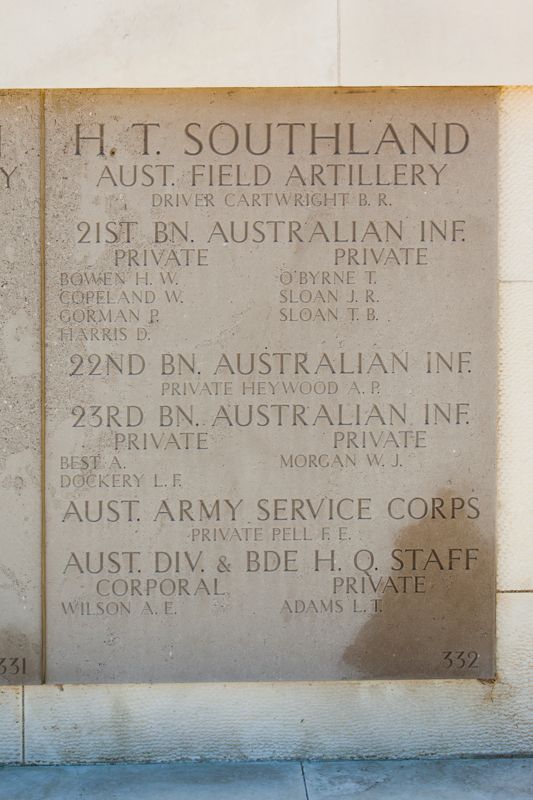 H. T. SOUTHLAND
AUST. FIELD ARTILLERY
DRIVER CARTWRIGHT B. R.
21ST BN. AUSTRALIAN INF.
PRIVATE PRIVATE
BOWEN H. W. O'BYRNE T.
COPELAND W. SLOAN J. R.
GORMAN P. SLOAN T. B.
HARRIS D.
22ND BN. AUSTRALIAN INF.
PRIVATE HEYWOOD A. P.
23RD BN. AUSTRALIAN INF.
PRIVATE PRIVATE
BEST A. MORGAN W. J.
DOCKERY L. F.
AUST. ARMY SERVICE CORPS
PRIVATE PELL F. E.
AUST. DIV. & BDE H. Q. STAFF
CORPORAL PRIVATE
WILSON A. E. ADAMS L. T.
331 332